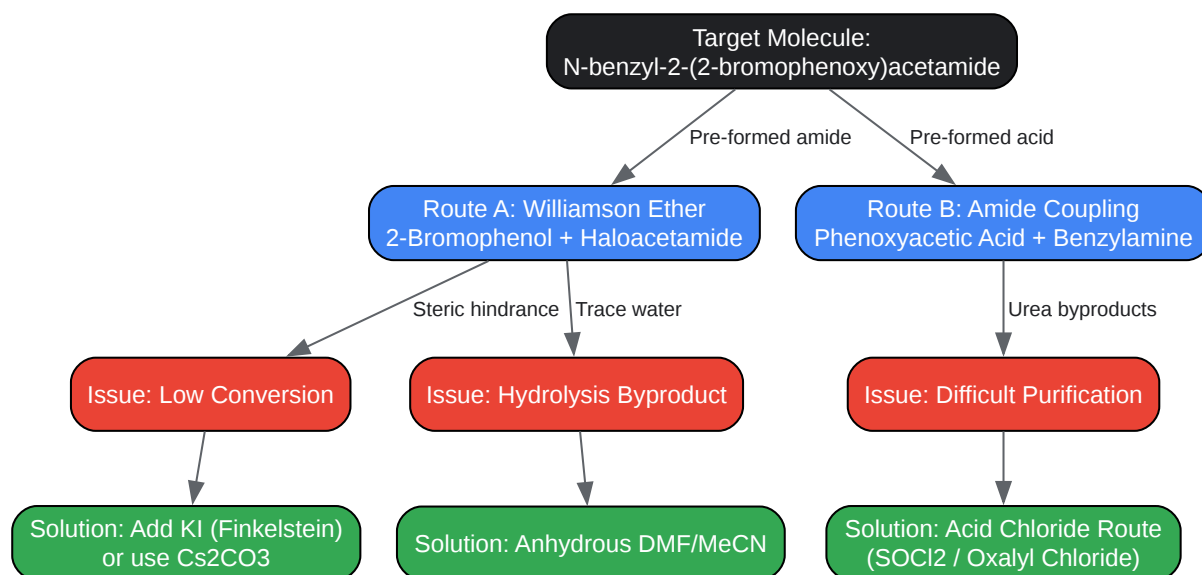 Target Molecule:
N-benzyl-2-(2-bromophenoxy)acetamide
Pre-formed amide
Pre-formed acid
Route A: Williamson Ether
2-Bromophenol + Haloacetamide
Route B: Amide Coupling
Phenoxyacetic Acid + Benzylamine
Steric hindrance
Trace water
Urea byproducts
Issue: Low Conversion
Issue: Hydrolysis Byproduct
Issue: Difficult Purification
Solution: Add KI (Finkelstein)
or use Cs2CO3
Solution: Anhydrous DMF/MeCN
Solution: Acid Chloride Route
(SOCl2 / Oxalyl Chloride)